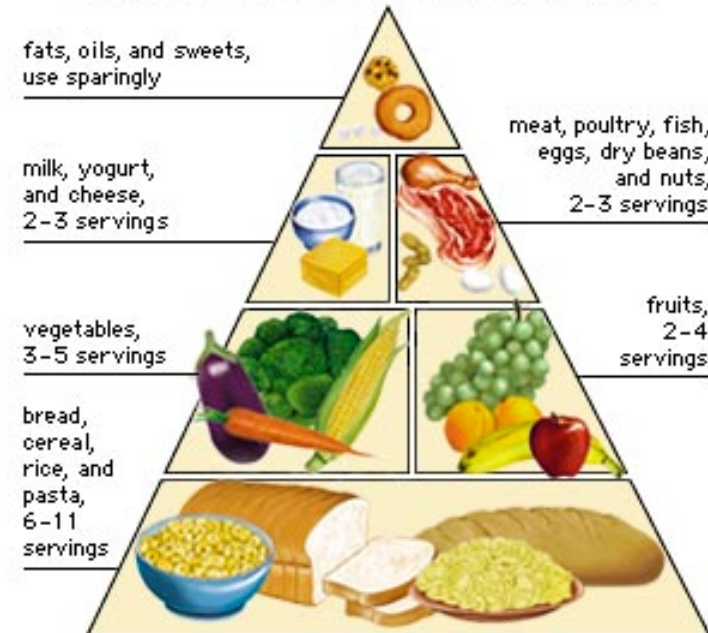 fats, oils, and sweets,
use sparingly
meat, poultry, fish,
eggs, dry beans,
and nuts,
2–3 servings
milk, yogurt,
and cheese,
2–3 servings
fruits,
2–4
servings
vegetables,
3–5 servings
bread,
cereal,
rice, and
pasta,
6–11
servings